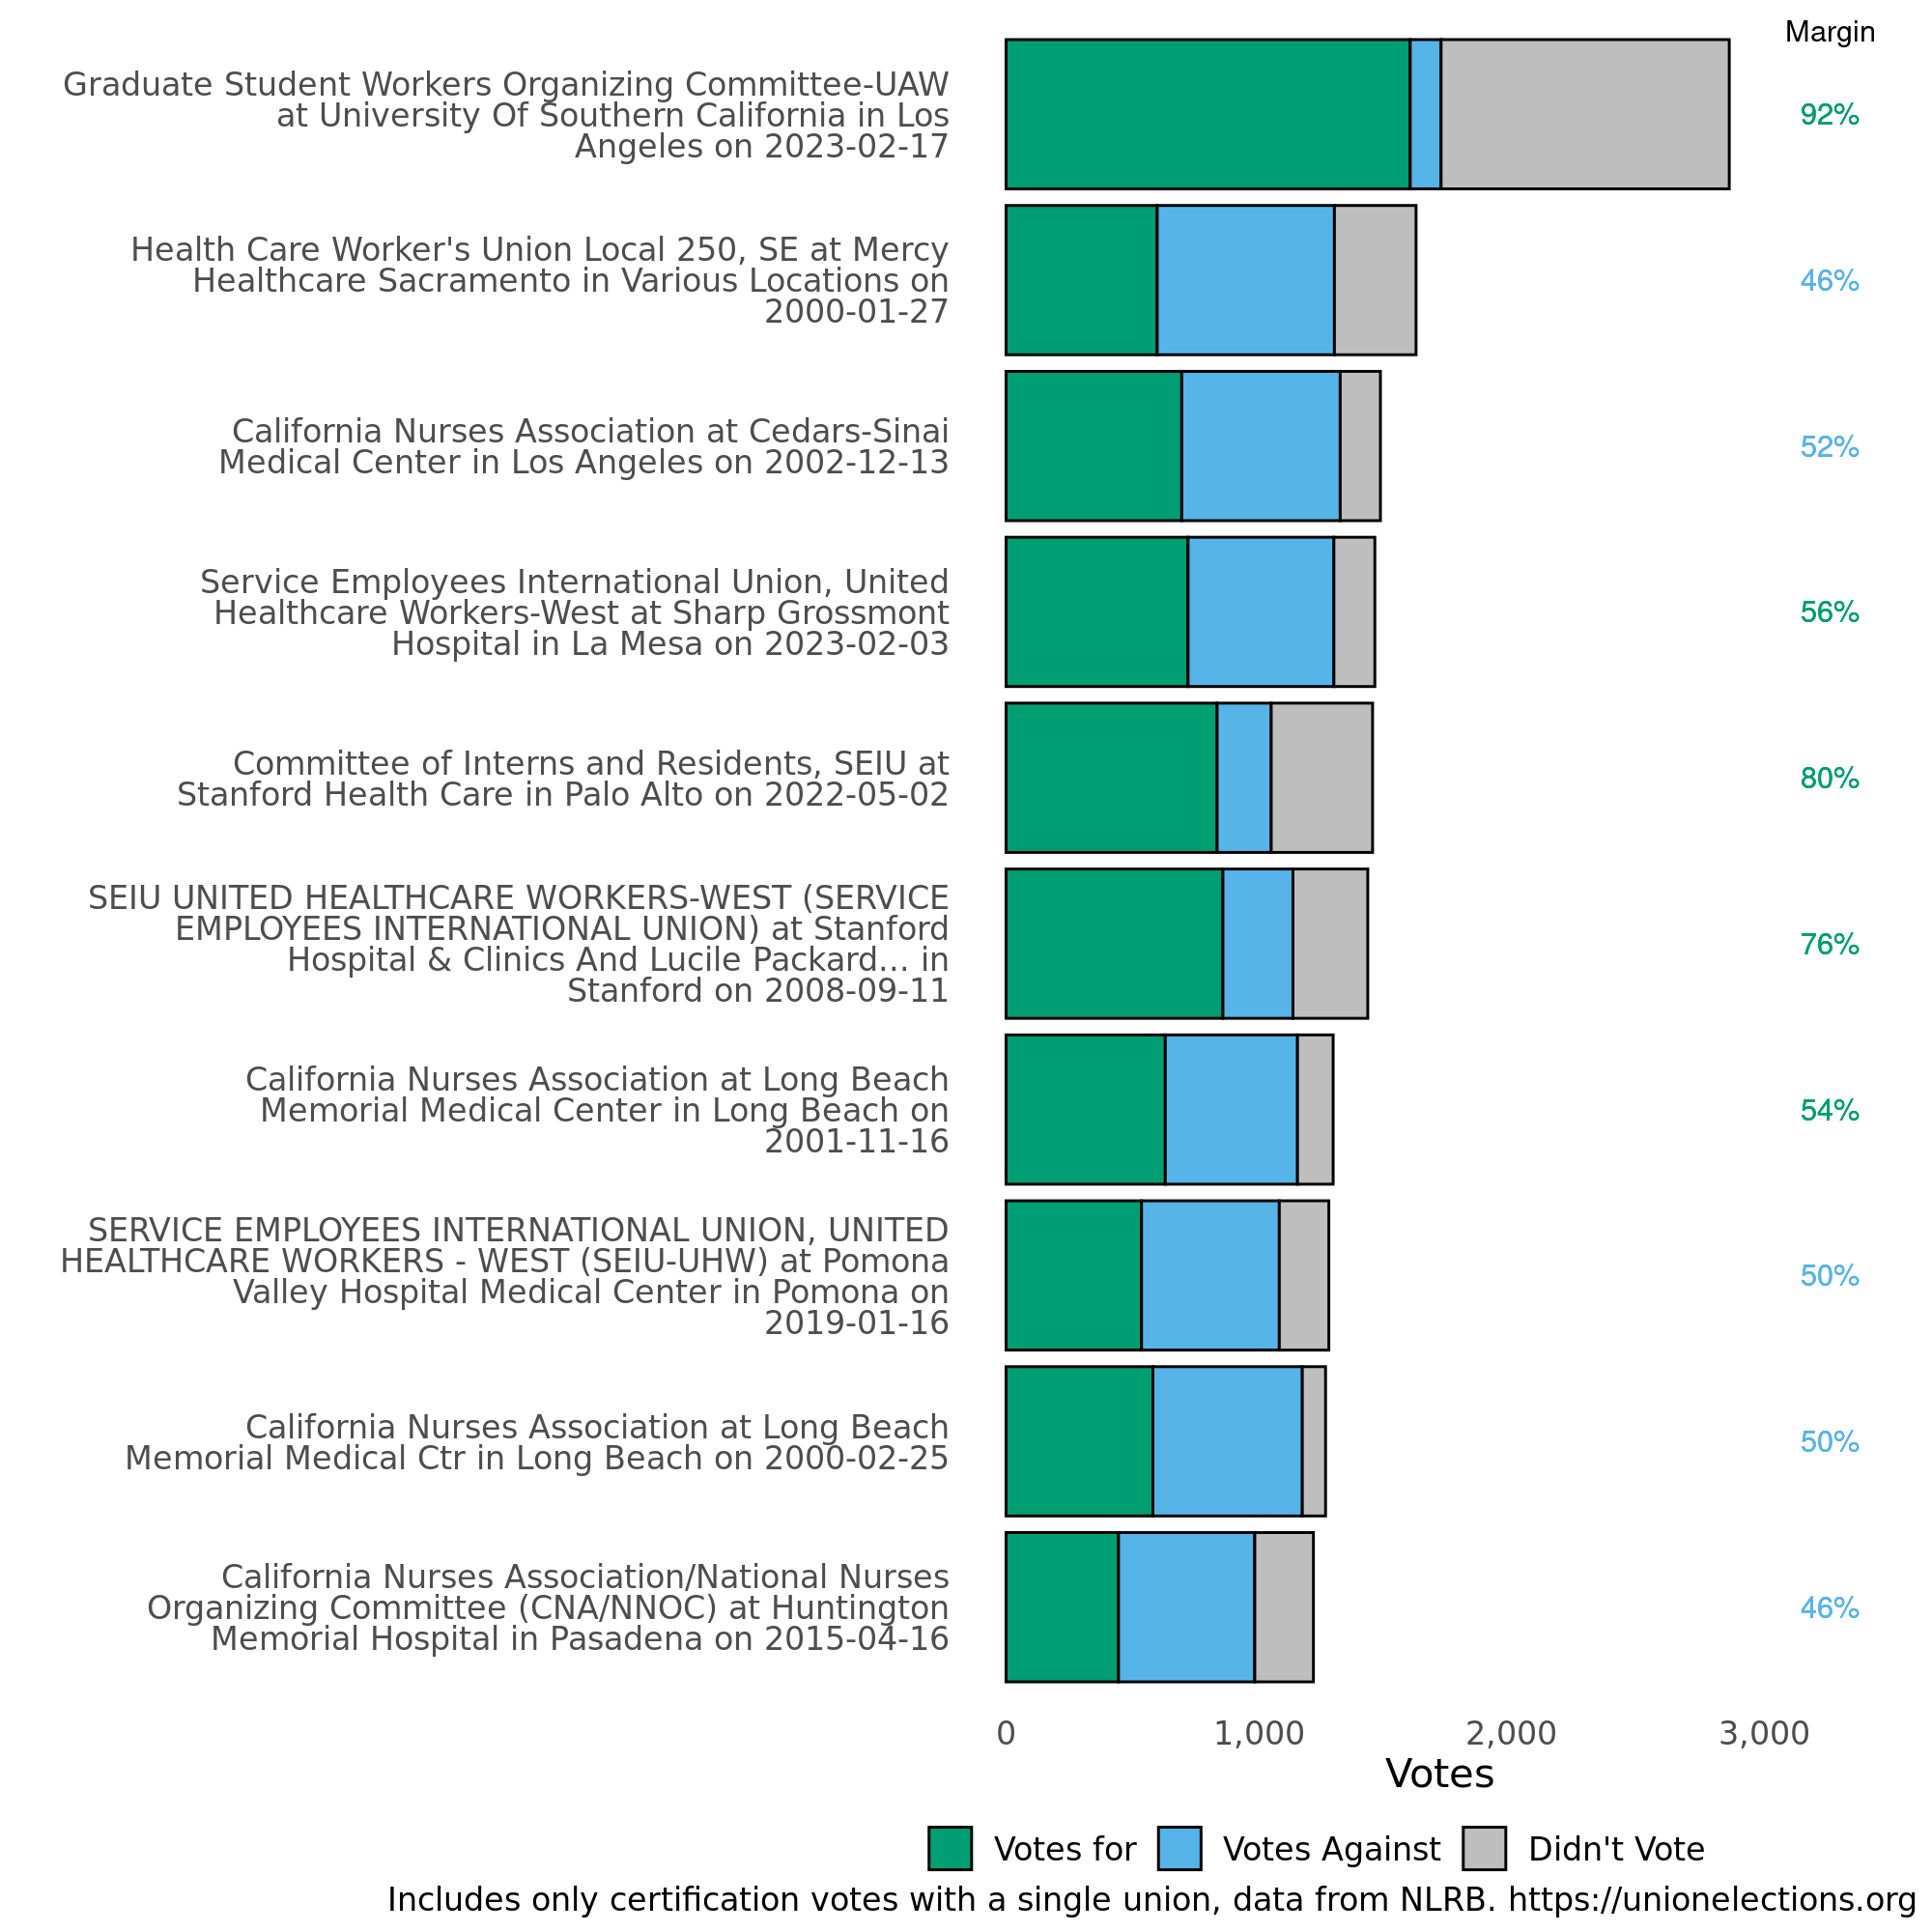 Margin
Graduate Student Workers Organizing Committee-UAW
at University Of Southern California in Los
Angeles on 2023-02-17
92%
Health Care Worker's Union Local 250, SE at Mercy
Healthcare Sacramento in Various Locations on
2000-01-27
46%
California Nurses Association at Cedars-Sinai
Medical Center in Los Angeles on 2002-12-13
52%
Service Employees International Union, United
Healthcare Workers-West at Sharp Grossmont
Hospital in La Mesa on 2023-02-03
56%
Committee of Interns and Residents, SEIU at
Stanford Health Care in Palo Alto on 2022-05-02
80%
SEIU UNITED HEALTHCARE WORKERS-WEST (SERVICE
EMPLOYEES INTERNATIONAL UNION) at Stanford
Hospital & Clinics And Lucile Packard... in
Stanford on 2008-09-11
76%
California Nurses Association at Long Beach
Memorial Medical Center in Long Beach on
2001-11-16
54%
SERVICE EMPLOYEES INTERNATIONAL UNION, UNITED
HEALTHCARE WORKERS - WEST (SEIU-UHW) at Pomona
Valley Hospital Medical Center in Pomona on
2019-01-16
50%
California Nurses Association at Long Beach
Memorial Medical Ctr in Long Beach on 2000-02-25
50%
California Nurses Association/National Nurses
Organizing Committee (CNA/NNOC) at Huntington
Memorial Hospital in Pasadena on 2015-04-16
46%
0 1,000 2,000 3,000
Votes
Votes for Votes Against Didn't Vote
Includes only certification votes with a single union, data from NLRB. https://unionelections.org